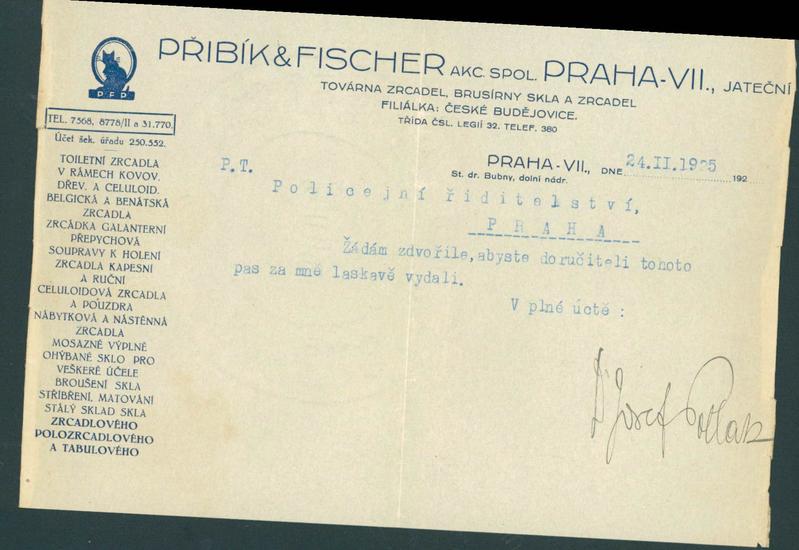 PŘIBÍK & FISCHER AKC. SPOL. PRAHA-VII., JATEČNÍ
TOVÁRNA ZRCADEL, BRUSÍRNY SKLA A ZRCADEL
FILIÁLKA: ČESKÉ BUDĚJOVICE.
TŘÍDA ČSL. LEGIÍ 32. TELEF. 380
P F P
TEL. 7568, 8778/II a 31.770.
Účet šek. úřadu 250.552.
TOILETNÍ ZRCADLA
V RÁMECH KOVOV.
DŘEV. A CELULOID.
BELGICKÁ A BENÁTSKÁ
ZRCADLA
ZRCÁDKA GALANTERNÍ
PŘEPYCHOVÁ
SOUPRAVY K HOLENÍ
ZRCADLA KAPESNÍ
A RUČNÍ
CELULOIDOVÁ ZRCADLA
A POUZDRA
NÁBYTKOVÁ A NÁSTĚNNÁ
ZRCADLA
MOSAZNÉ VÝPLNĚ
OHÝBANÉ SKLO PRO
VEŠKERÉ ÚČELE
BROUŠENÍ SKLA
STŘÍBŘENÍ, MATOVÁNÍ
STÁLÝ SKLAD SKLA
ZRCADLOVÉHO
POLOZRCADLOVÉHO
A TABULOVÉHO
PRAHA-VII., DNE 24.II.1925 192
St. dr. Bubny, dolní nádr.
P.T.
Policejní řiditelství,
PRAHA
Žádám zdvořile, abyste doručiteli tohoto
pas za mně laskavě vydali.
V plné úctě :
Dr Josef Pollak